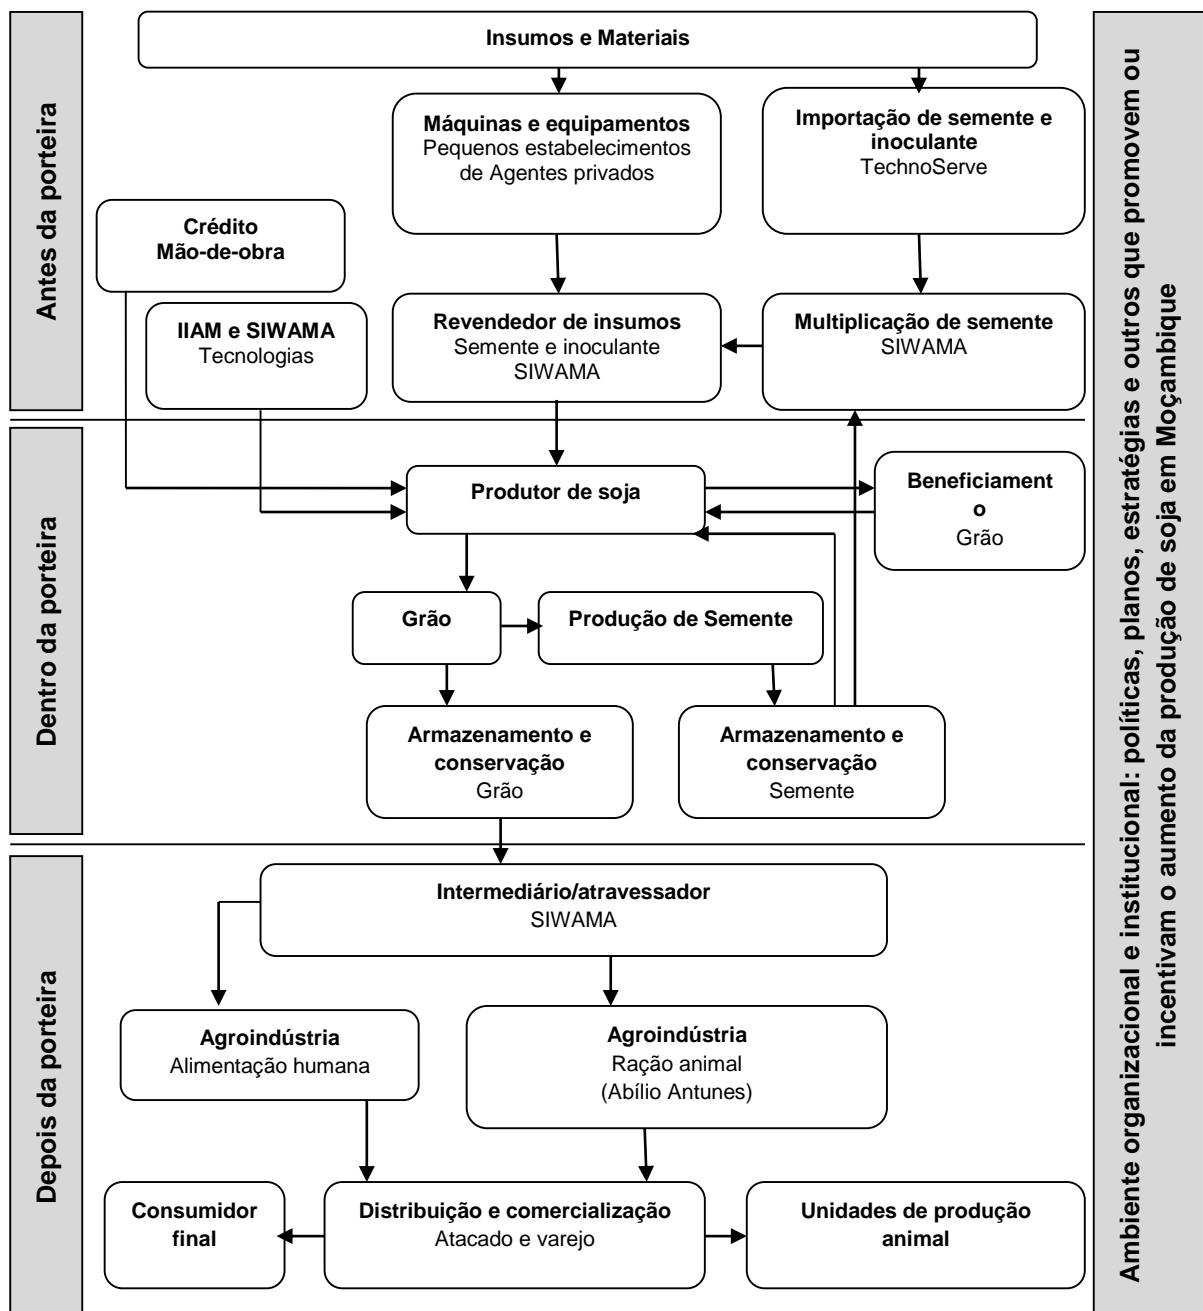 Insumos e Materiais
Antes da porteira
Máquinas e equipamentos
Pequenos estabelecimentos
de Agentes privados
Importação de semente e
inoculante
TechnoServe
Crédito
Mão-de-obra
IIAM e SIWAMA
Tecnologias
Revendedor de insumos
Semente e inoculante
SIWAMA
Multiplicação de semente
SIWAMA
Dentro da porteira
Produtor de soja
Beneficiament
o
Grão
Grão
Produção de Semente
Armazenamento e
conservação
Grão
Armazenamento e
conservação
Semente
Depois da porteira
Intermediário/atravessador
SIWAMA
Agroindústria
Alimentação humana
Agroindústria
Ração animal
(Abílio Antunes)
Consumidor
final
Distribuição e comercialização
Atacado e varejo
Unidades de produção
animal
Ambiente organizacional e institucional: políticas, planos, estratégias e outros que promovem ou
incentivam o aumento da produção de soja em Moçambique